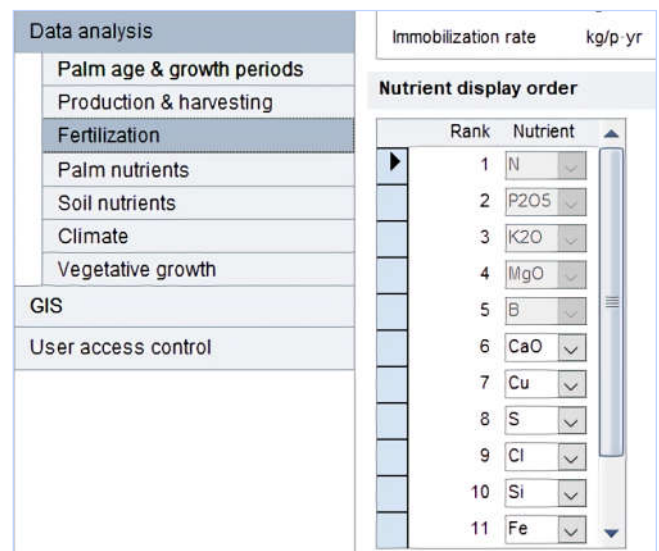 Data analysis
Palm age & growth periods
Production & harvesting
Fertilization
Palm nutrients
Soil nutrients
Climate
Vegetative growth
GIS
User access control
Immobilization rate kg/p·yr
Nutrient display order
Rank Nutrient
1 N
2 P2O5
3 K2O
4 MgO
5 B
6 CaO
7 Cu
8 S
9 Cl
10 Si
11 Fe